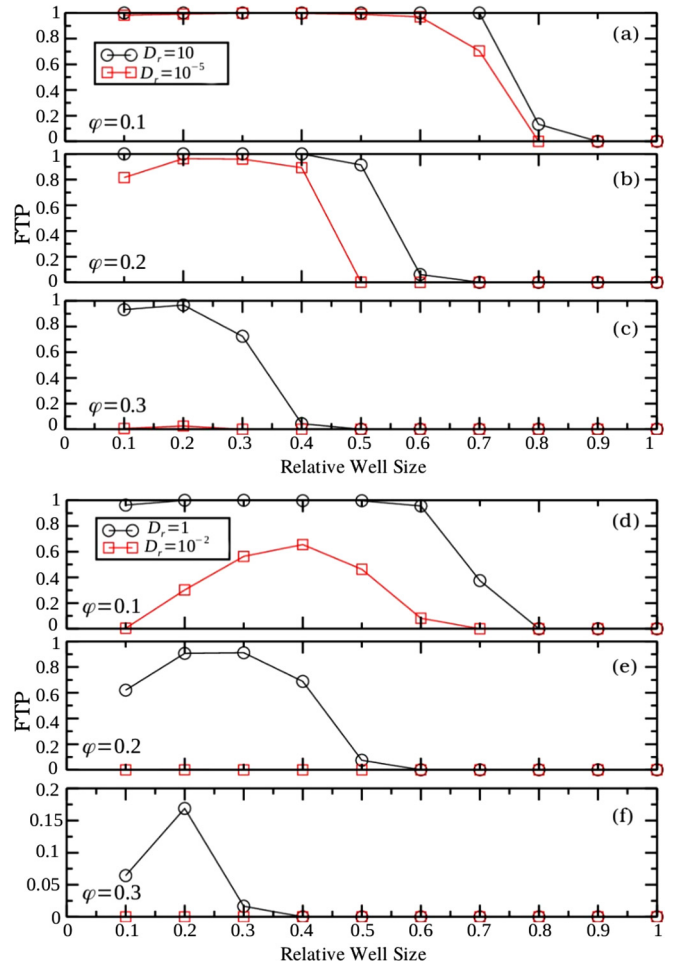 1
0.8
0.6
0.4
0.2
0
(a)
D_r=10
D_r=10^{-5}
φ=0.1
1
0.8
0.6
0.4
0.2
0
(b)
φ=0.2
FTP
1
0.8
0.6
0.4
0.2
0
(c)
φ=0.3
0 0.1 0.2 0.3 0.4 0.5 0.6 0.7 0.8 0.9 1
Relative Well Size
1
0.8
0.6
0.4
0.2
0
(d)
D_r=1
D_r=10^{-2}
φ=0.1
1
0.8
0.6
0.4
0.2
0
(e)
φ=0.2
FTP
0.2
0.15
0.1
0.05
0
(f)
φ=0.3
0 0.1 0.2 0.3 0.4 0.5 0.6 0.7 0.8 0.9 1
Relative Well Size